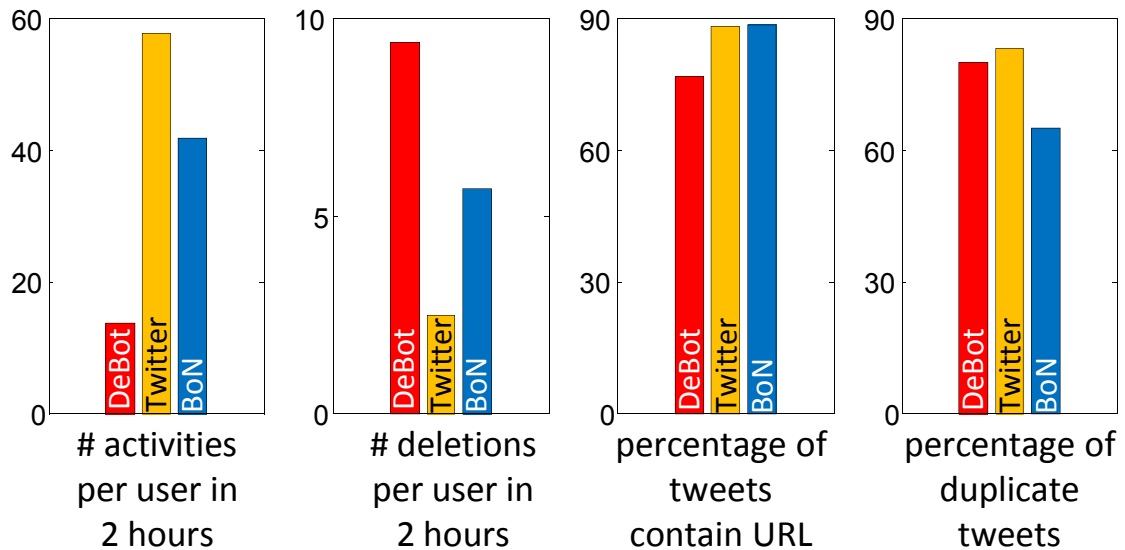 60
40
20
0
DeBot
Twitter
BoN
# activities
per user in
2 hours
10
5
0
DeBot
Twitter
BoN
# deletions
per user in
2 hours
90
60
30
0
DeBot
Twitter
BoN
percentage of
tweets
contain URL
90
60
30
0
DeBot
Twitter
BoN
percentage of
duplicate
tweets